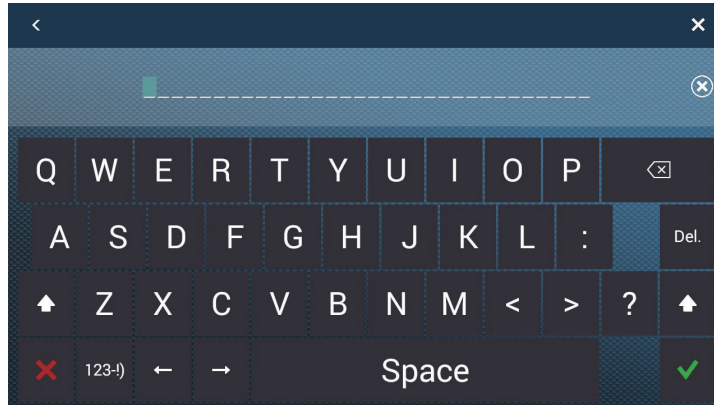 Q W E R T Y U I O P
A S D F G H J K L : Del.
Z X C V B N M < > ?
123-!) ← → Space